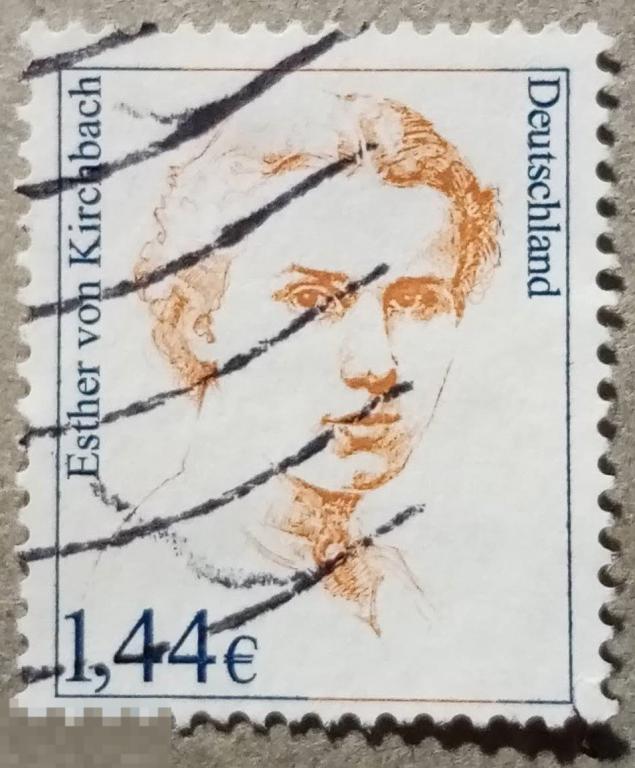 Esther von Kirchbach
Deutschland
1,44€